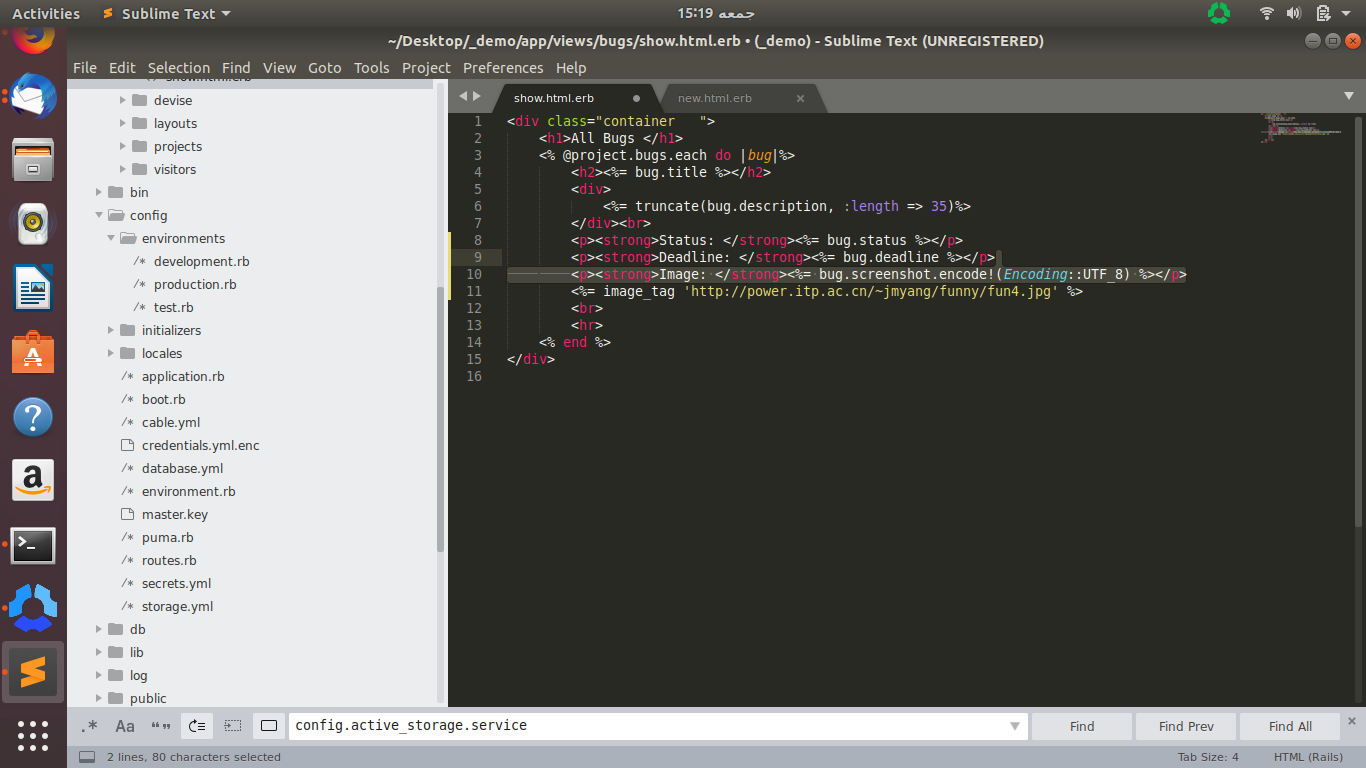 Activities
Sublime Text
جمعه 15:19
~/Desktop/_demo/app/views/bugs/show.html.erb • (_demo) - Sublime Text (UNREGISTERED)
File Edit Selection Find View Goto Tools Project Preferences Help
show.html.erb
devise
layouts
projects
visitors
bin
config
environments
/* development.rb
/* production.rb
/* test.rb
initializers
locales
/* application.rb
/* boot.rb
/* cable.yml
credentials.yml.enc
/* database.yml
/* environment.rb
master.key
/* puma.rb
/* routes.rb
/* secrets.yml
/* storage.yml
db
lib
log
public
show.html.erb
new.html.erb
1 <div class="container   ">
2     <h1>All Bugs </h1>
3     <% @project.bugs.each do |bug|%>
4         <h2><%= bug.title %></h2>
5         <div>
6             <%= truncate(bug.description, :length => 35)%>
7         </div><br>
8         <p><strong>Status: </strong><%= bug.status %></p>
9         <p><strong>Deadline: </strong><%= bug.deadline %></p>
10         <p><strong>Image: </strong><%= bug.screenshot.encode!(Encoding::UTF_8) %></p>
11         <%= image_tag 'http://power.itp.ac.cn/~jmyang/funny/fun4.jpg' %>
12         <br>
13         <hr>
14     <% end %>
15 </div>
16
.* Aa “” config.active_storage.service Find Find Prev Find All
2 lines, 80 characters selected
Tab Size: 4
HTML (Rails)